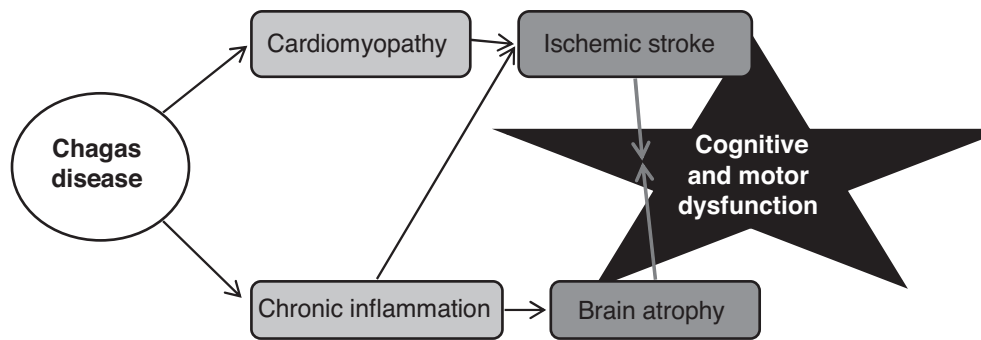 Cardiomyopathy
Ischemic stroke
Chagas
disease
Cognitive
and motor
dysfunction
Chronic inflammation
Brain atrophy